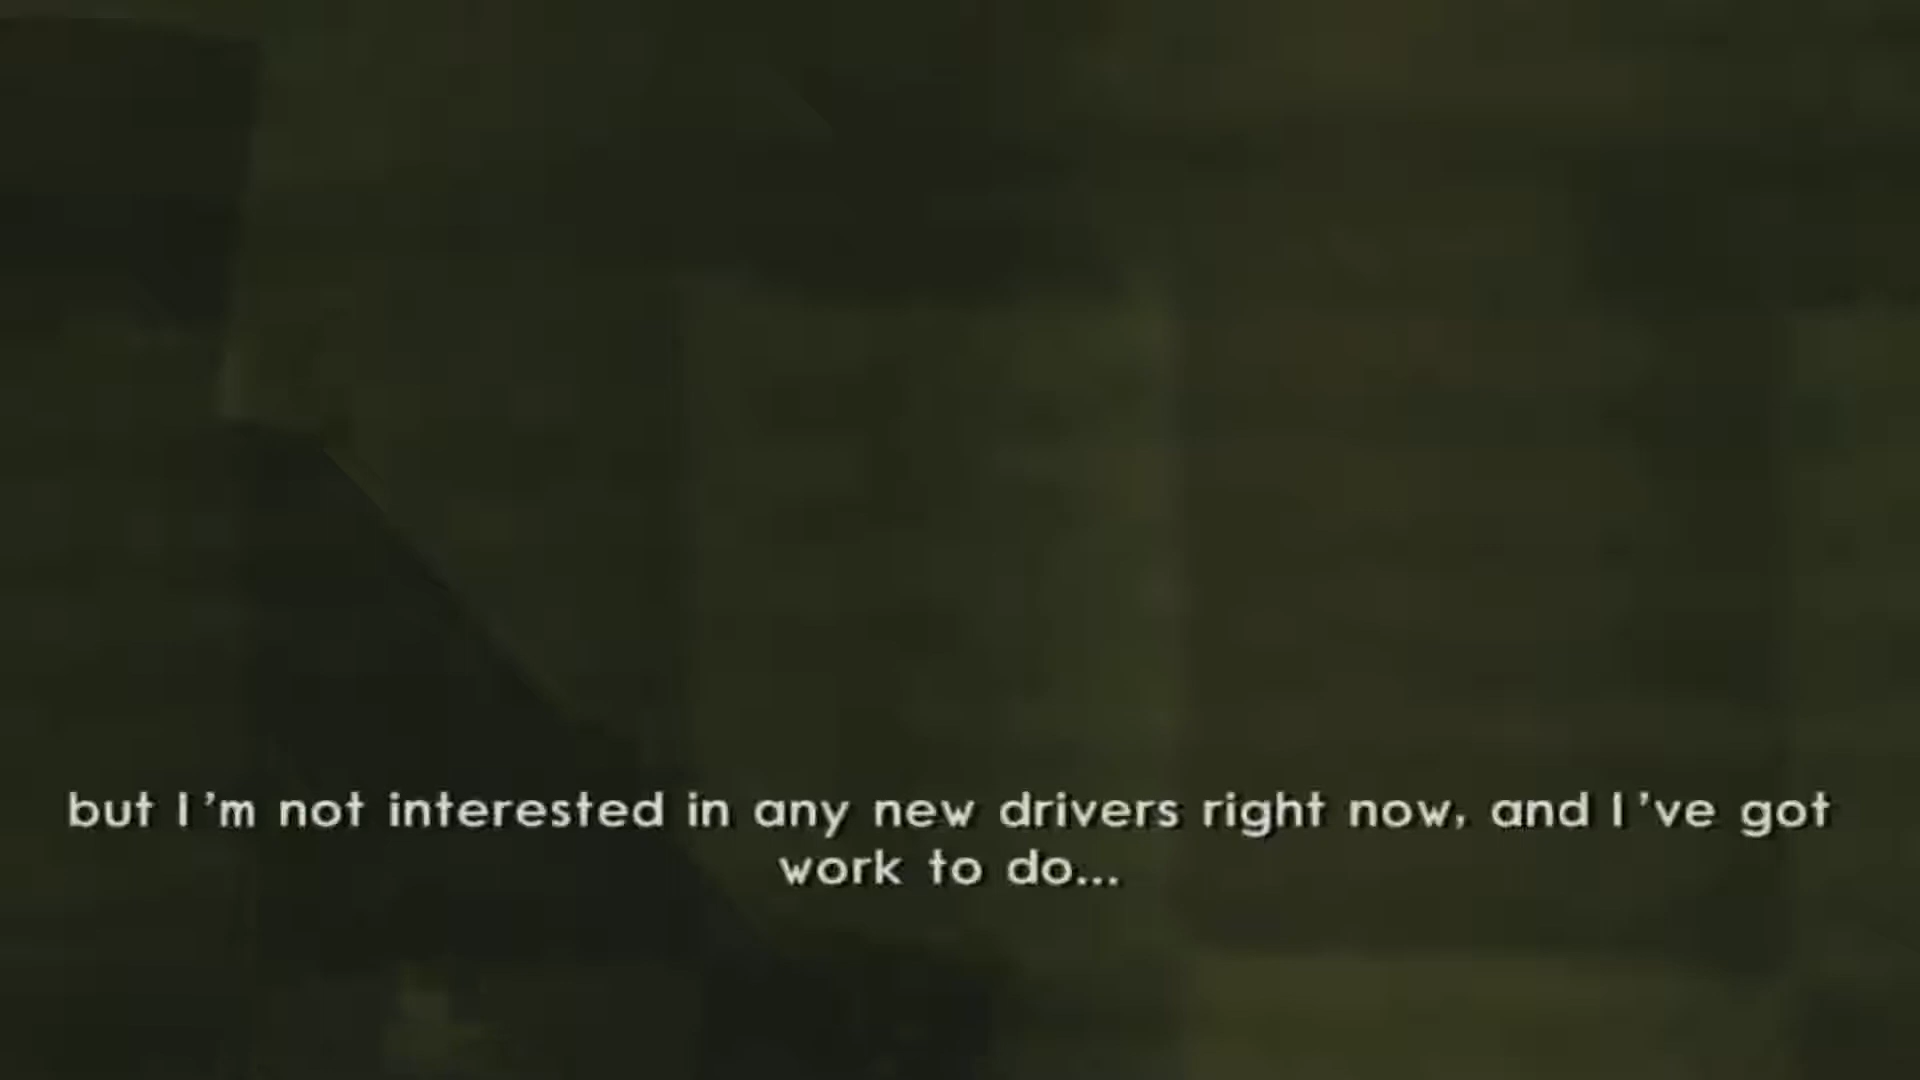 but I'm not interested in any new drivers right now, and I've got
work to do...